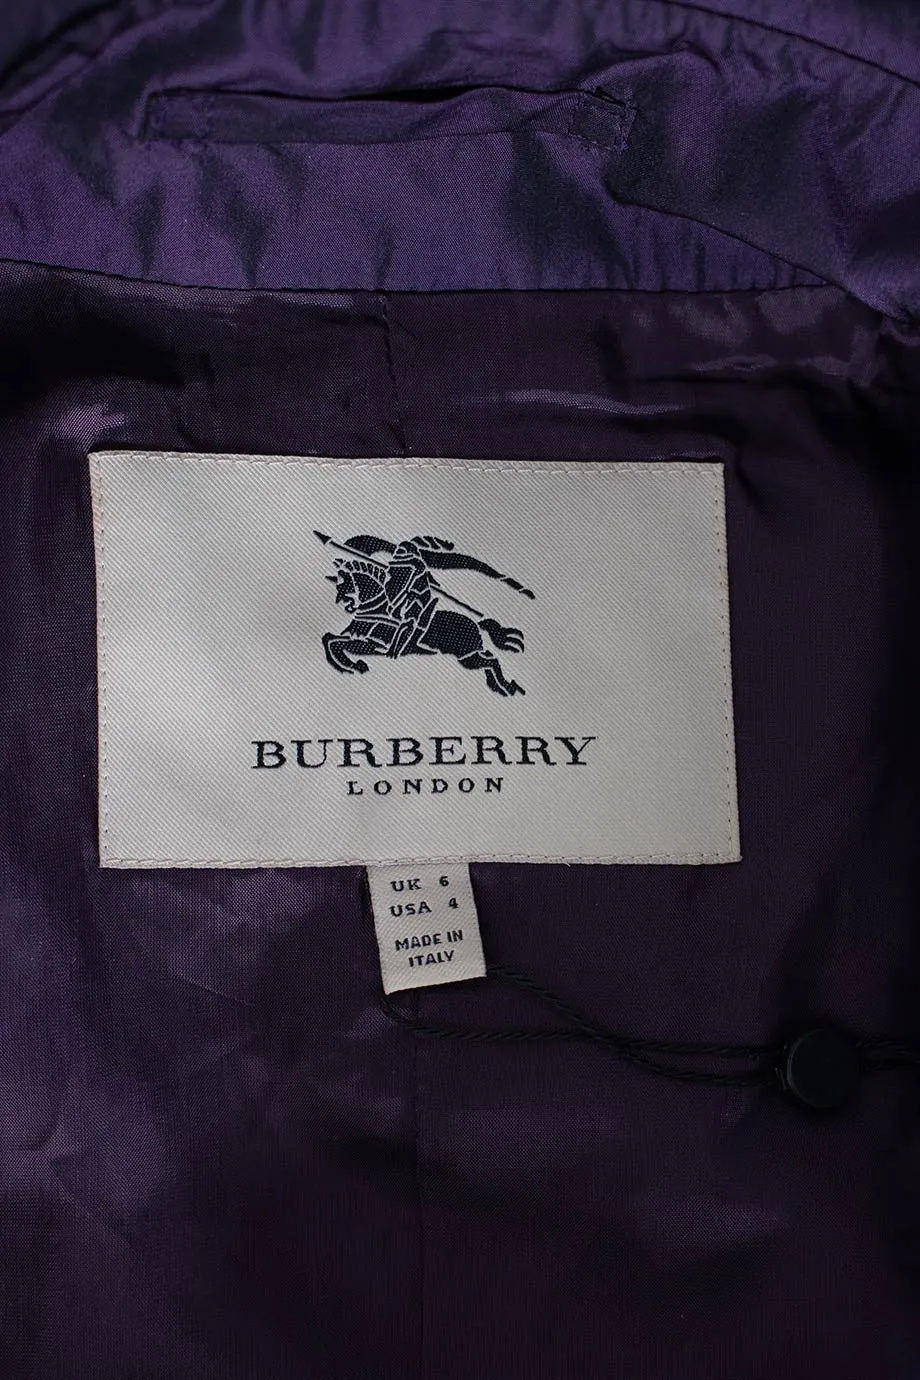 BURBERRY
LONDON
UK 6
USA 4
MADE IN
ITALY